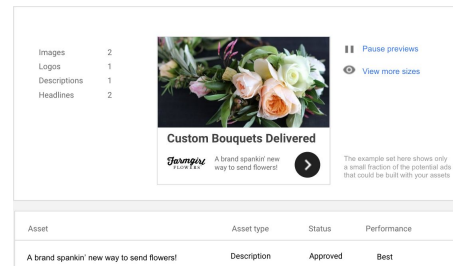 Images 2
Logos 1
Descriptions 1
Headlines 2
Custom Bouquets Delivered
Farmgirl
FLOWERS
A brand spankin' new
way to send flowers!
Pause previews
View more sizes
The example set here shows only
a small fraction of the potential ads
that could be built with your assets
Asset Asset type Status Performance
A brand spankin' new way to send flowers! Description Approved Best